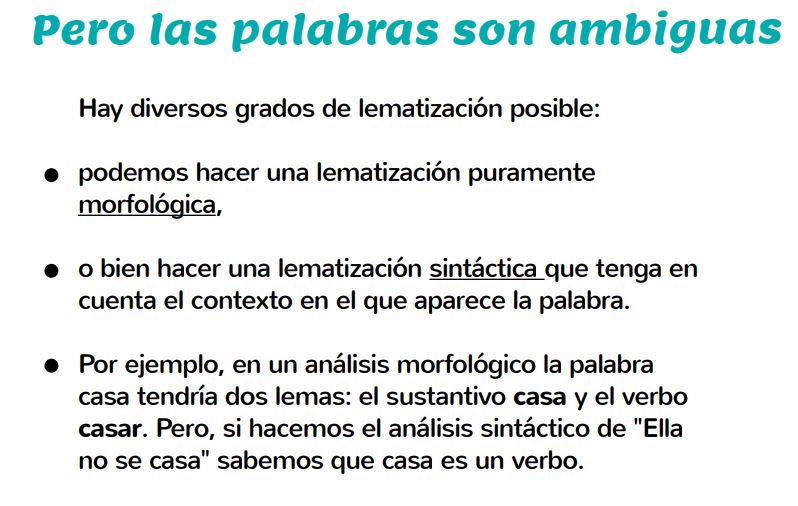 Pero las palabras son ambiguas
Hay diversos grados de lematización posible:
● podemos hacer una lematización puramente
morfológica,
● o bien hacer una lematización sintáctica que tenga en
cuenta el contexto en el que aparece la palabra.
● Por ejemplo, en un análisis morfológico la palabra
casa tendría dos lemas: el sustantivo casa y el verbo
casar. Pero, si hacemos el análisis sintáctico de "Ella
no se casa" sabemos que casa es un verbo.